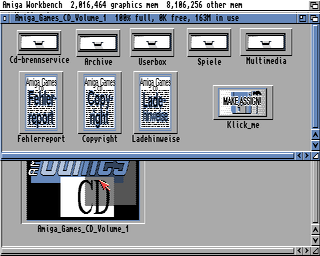 Amiga Workbench 2,016,464 graphics mem 8,106,256 other mem
Amiga_Games_CD_Volume_1 100% full, 0K free, 163M in use
Cd-brennservice Archive Userbox Spiele Multimedia
Amiga Games Amiga Games Amiga Games
Fehler report Copy right Lade hinweise MAKE ASSIGN!
Fehlerreport Copyright Ladehinweise Klick_me
Games
CD
Amiga_Games_CD_Volume_1